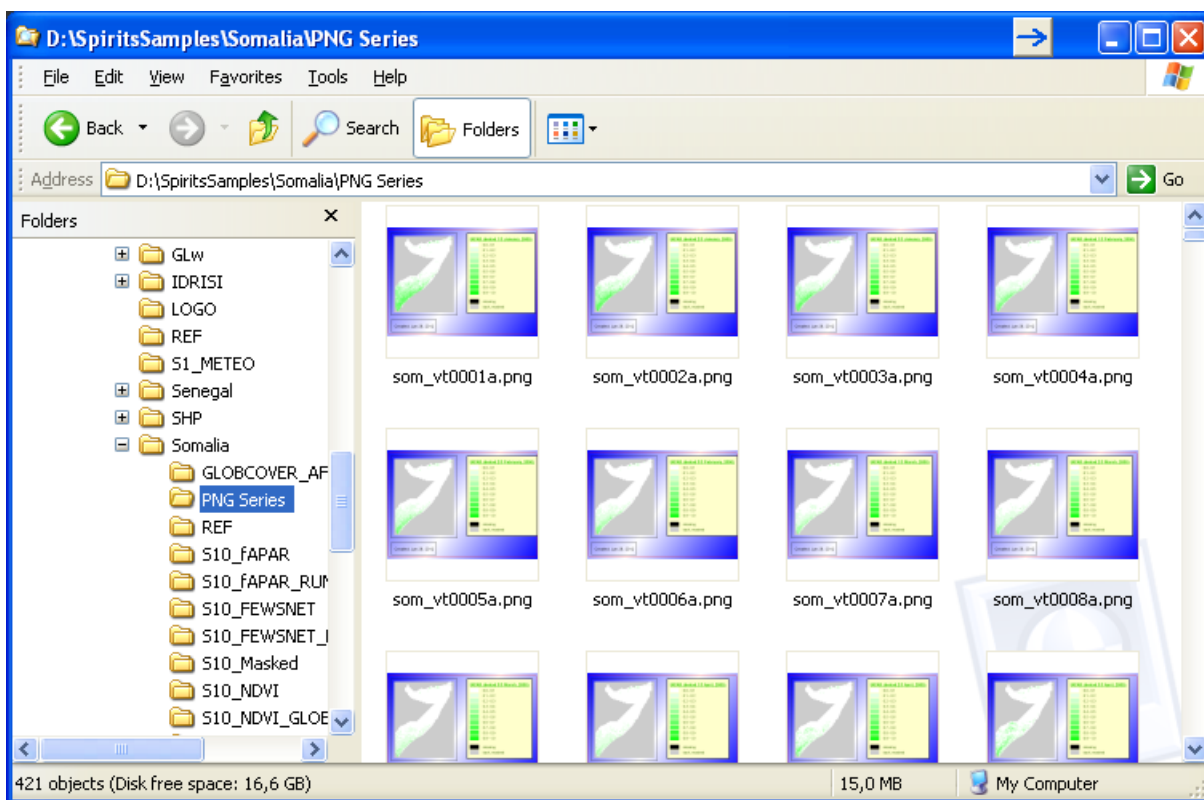 D:\SpiritsSamples\Somalia\PNG Series
File Edit View Favorites Tools Help
Back Search Folders
Address D:\SpiritsSamples\Somalia\PNG Series Go
Folders
GLw
IDRISI
LOGO
REF
S1_METEO
Senegal
SHP
Somalia
GLOBCOVER_AF
PNG Series
REF
S10_fAPAR
S10_fAPAR_RUN
S10_FEWSNET
S10_FEWSNET_
S10_Masked
S10_NDVI
S10_NDVI_GLOB
som_vt0001a.png som_vt0002a.png som_vt0003a.png som_vt0004a.png
som_vt0005a.png som_vt0006a.png som_vt0007a.png som_vt0008a.png
421 objects (Disk free space: 16,6 GB) 15,0 MB My Computer